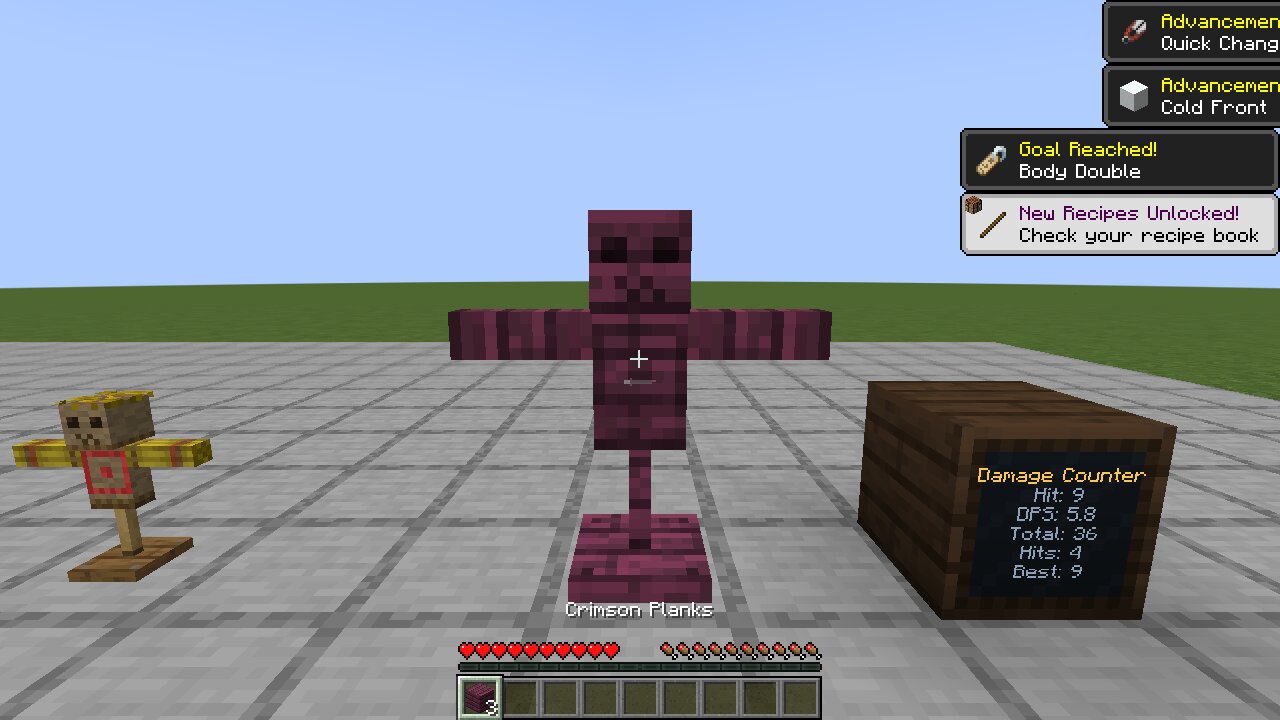 Advancemen
Quick Chang
Advancemen
Cold Front
Goal Reached!
Body Double
New Recipes Unlocked!
Check your recipe book
Damage Counter
Hit: 9
DPS: 5.8
Total: 36
Hits: 4
Best: 9
Crimson Planks
3